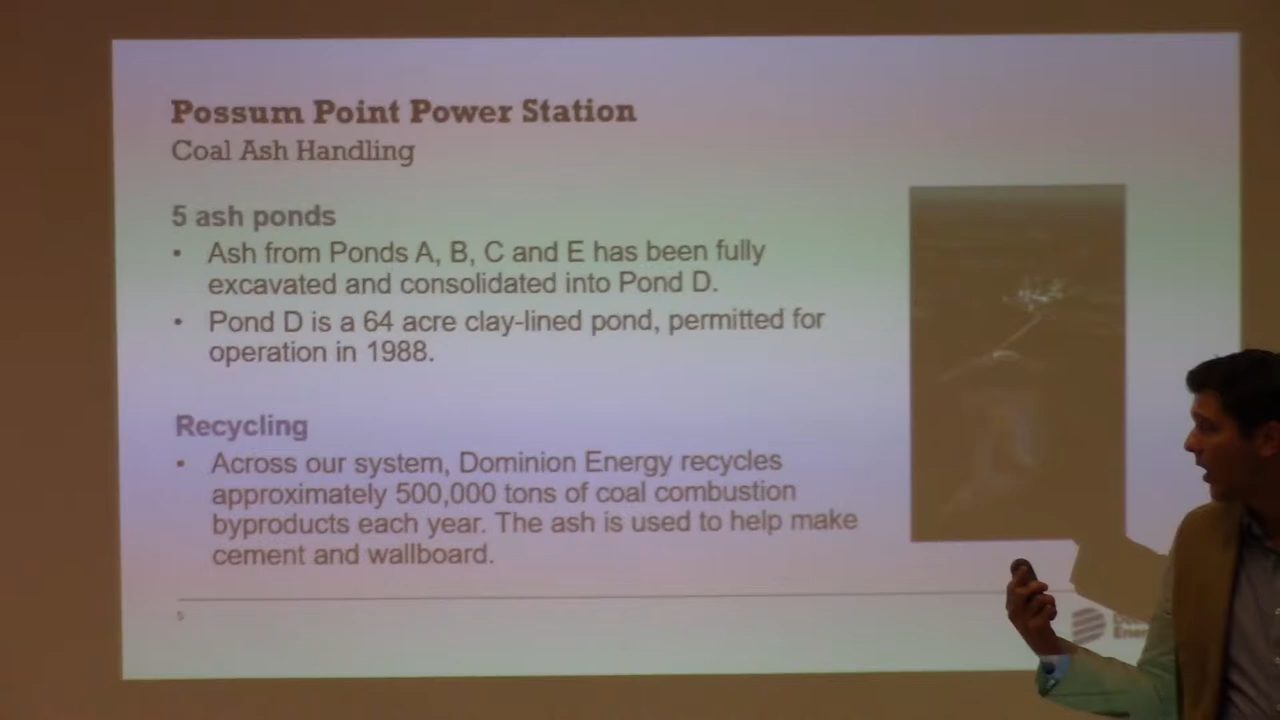 Possum Point Power Station
Coal Ash Handling
5 ash ponds
• Ash from Ponds A, B, C and E has been fully
excavated and consolidated into Pond D.
• Pond D is a 64 acre clay-lined pond, permitted for
operation in 1988.
Recycling
• Across our system, Dominion Energy recycles
approximately 500,000 tons of coal combustion
byproducts each year. The ash is used to help make
cement and wallboard.
5